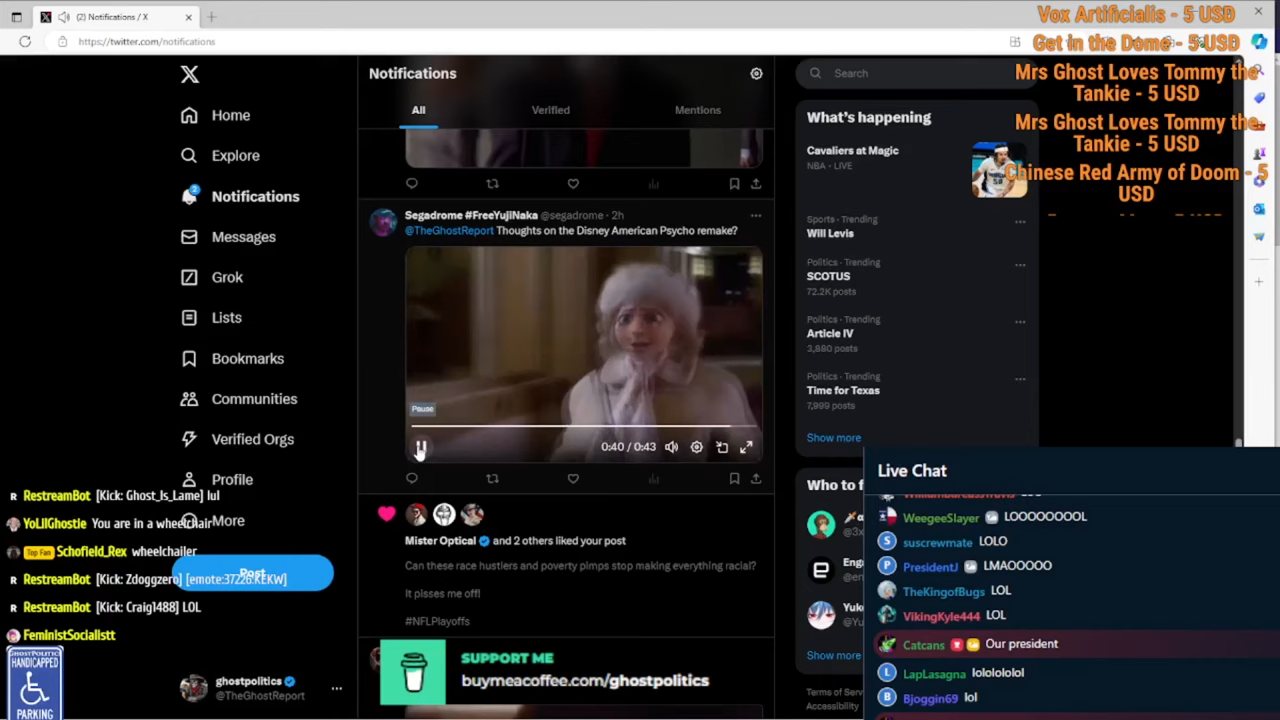 (2) Notifications / X
https://twitter.com/notifications
Vox Artificialis - 5 USD
Get in the Dome - 5 USD
Mrs Ghost Loves Tommy the
Tankie - 5 USD
Mrs Ghost Loves Tommy the
Tankie - 5 USD
Chinese Red Army of Doom - 5
USD
Home
Explore
2
Notifications
Messages
Grok
Lists
Bookmarks
Communities
Verified Orgs
Profile
More
Post
ghostpolitics
@TheGhostReport
Notifications
All
Verified
Mentions
Segadrome #FreeYujiNaka @segadrome · 2h
@TheGhostReport Thoughts on the Disney American Psycho remake?
Pause
0:40 / 0:43
Mister Optical and 2 others liked your post
Can these race hustlers and poverty pimps stop making everything racial?
It pisses me off!
#NFLPlayoffs
SUPPORT ME
buymeacoffee.com/ghostpolitics
Search
What's happening
Cavaliers at Magic
NBA · LIVE
Sports · Trending
Will Levis
Politics · Trending
SCOTUS
72.2K posts
Politics · Trending
Article IV
3,880 posts
Politics · Trending
Time for Texas
7,999 posts
Show more
Who to f
@3x
Eng
@er
Yuk
@Yu
Show more
Terms of Serv
Accessibility
R RestreamBot [Kick: Ghost_Is_Lame] lul
YoLilGhostie You are in a wheelchair
Top Fan Schofield_Rex wheelchailer
R RestreamBot [Kick: Zdoggzero] [emote:37226:KEKW]
R RestreamBot [Kick: Craig1488] LOL
FeministSocialistt
HANDICAPPED
PARKING
Live Chat
WeegeeSlayer LOOOOOOOOL
S suscrewmate LOLO
P PresidentJ LMAOOOOO
TheKingofBugs LOL
VikingKyle444 LOL
Catcans Our president
L LapLasagna lolololololol
B Bjoggin69 lol